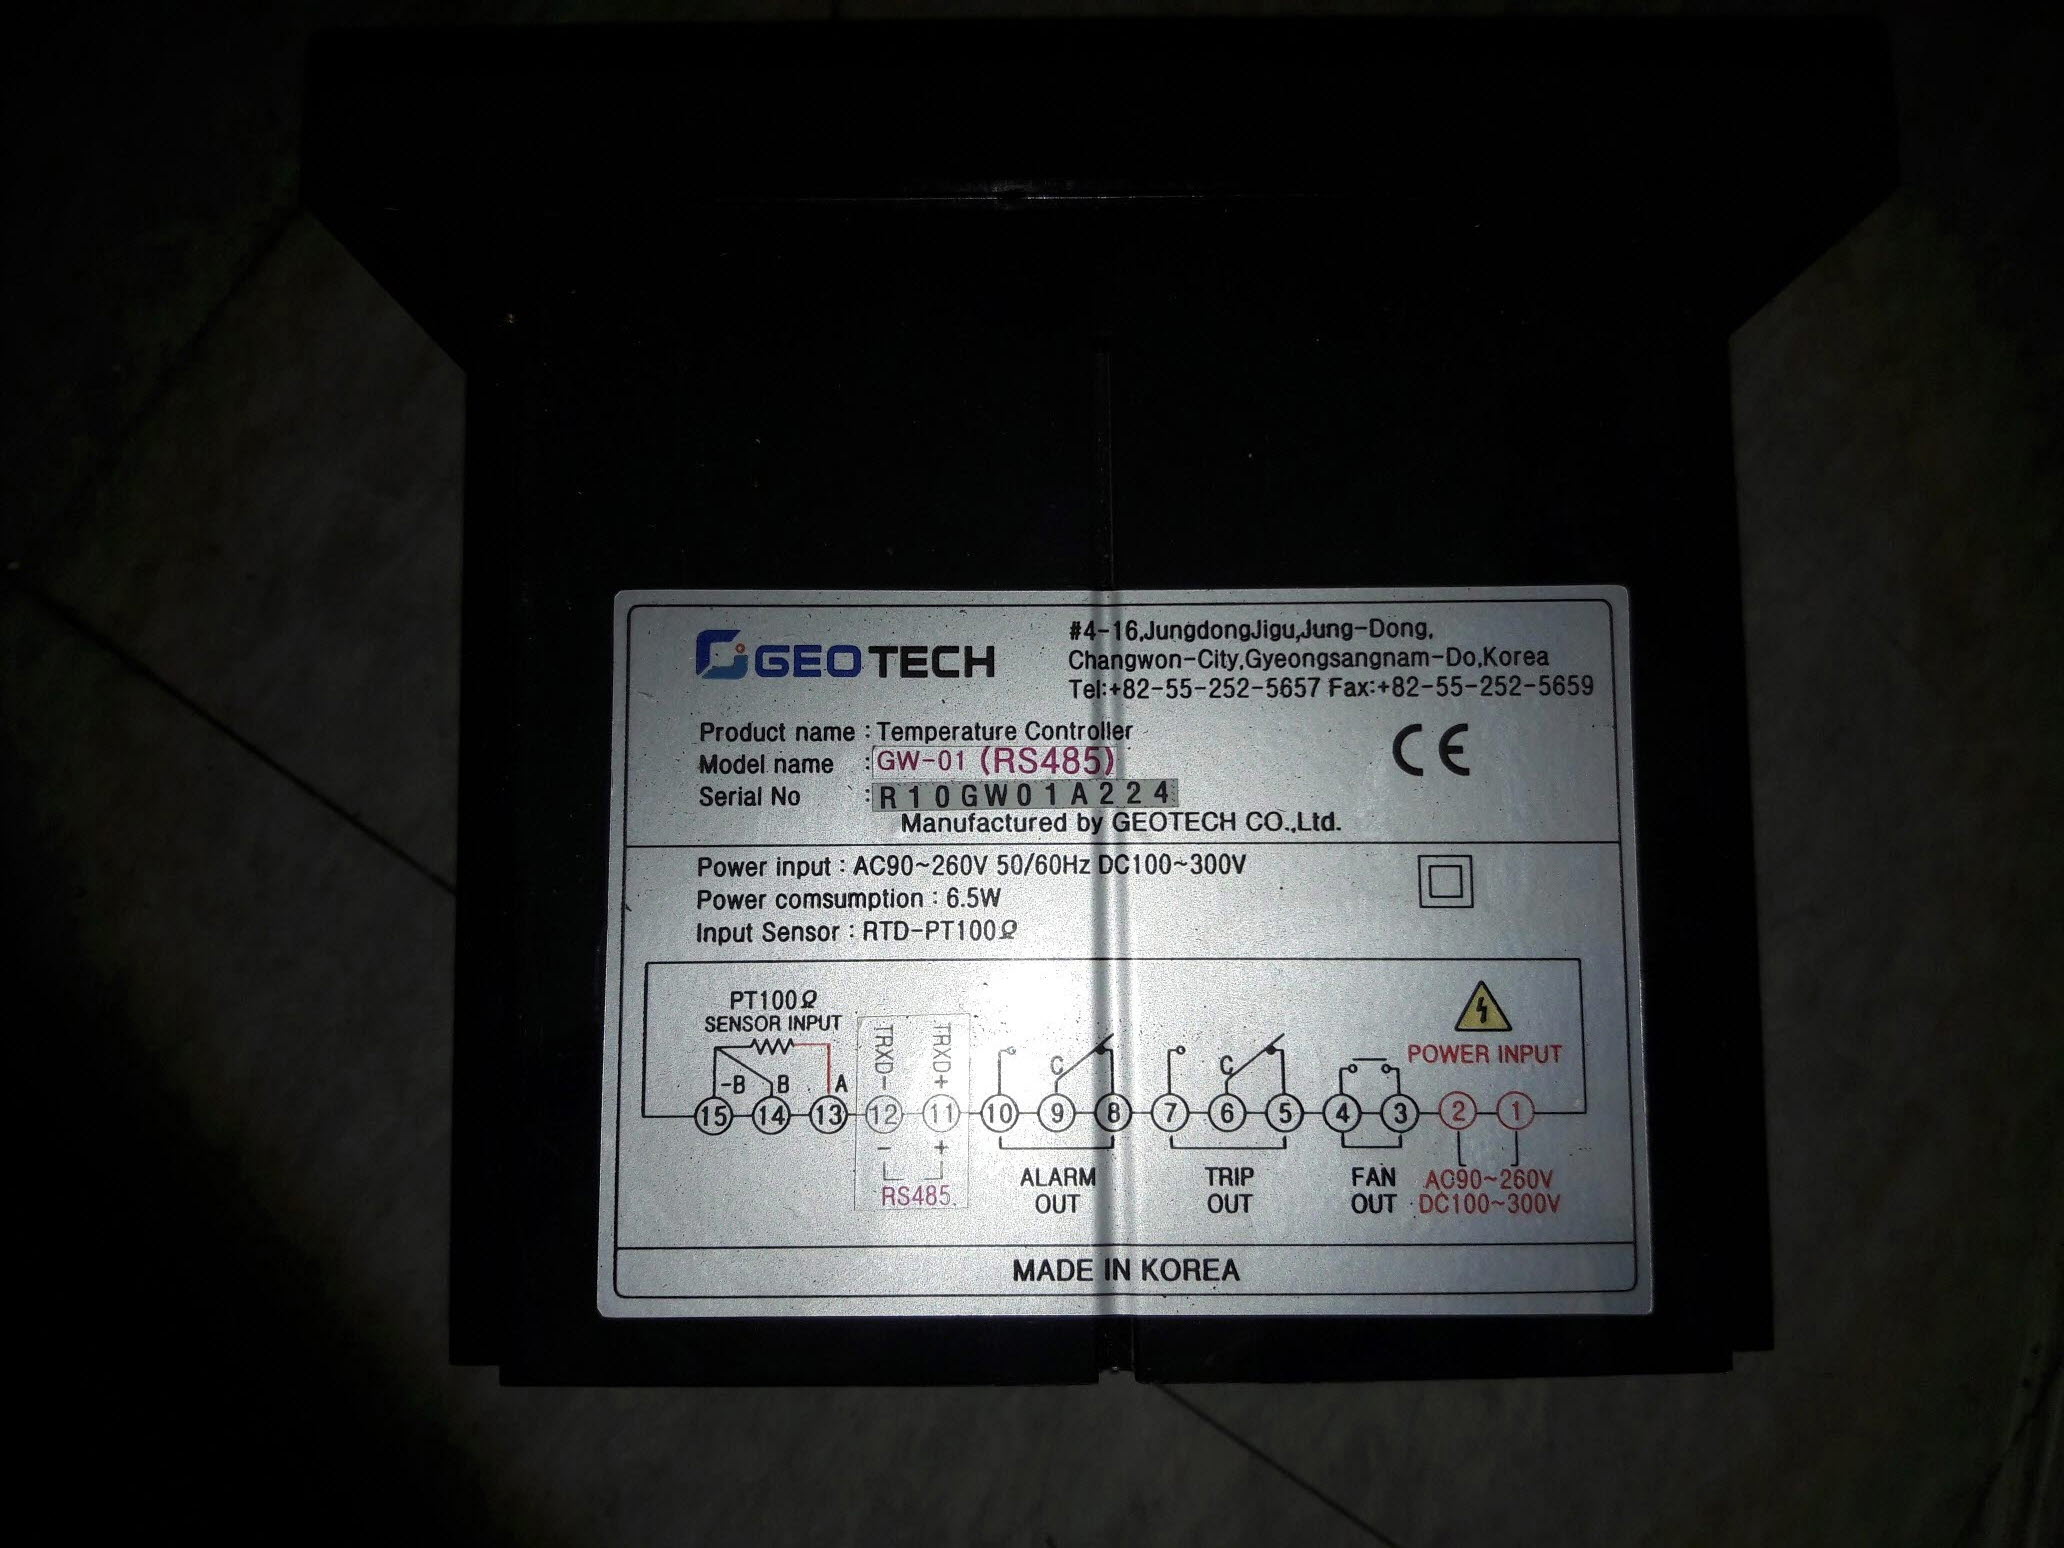 GEOTECH
#4-16,JungdongJigu,Jung-Dong,
Changwon-City,Gyeongsangnam-Do,Korea
Tel:+82-55-252-5657 Fax:+82-55-252-5659
Product name : Temperature Controller
Model name : GW-01 (RS485)
Serial No : R10GW01A224
CE
Manufactured by GEOTECH CO.,Ltd.
Power input : AC90~260V 50/60Hz DC100~300V
Power comsumption : 6.5W
Input Sensor : RTD-PT100Ω
PT100Ω
SENSOR INPUT
TRXD- TRXD+
POWER INPUT
C C
-B B A
15 14 13 12 11 10 9 8 7 6 5 4 3 2 1
- +
RS485
ALARM OUT
TRIP OUT
FAN OUT
AC90~260V
DC100~300V
MADE IN KOREA